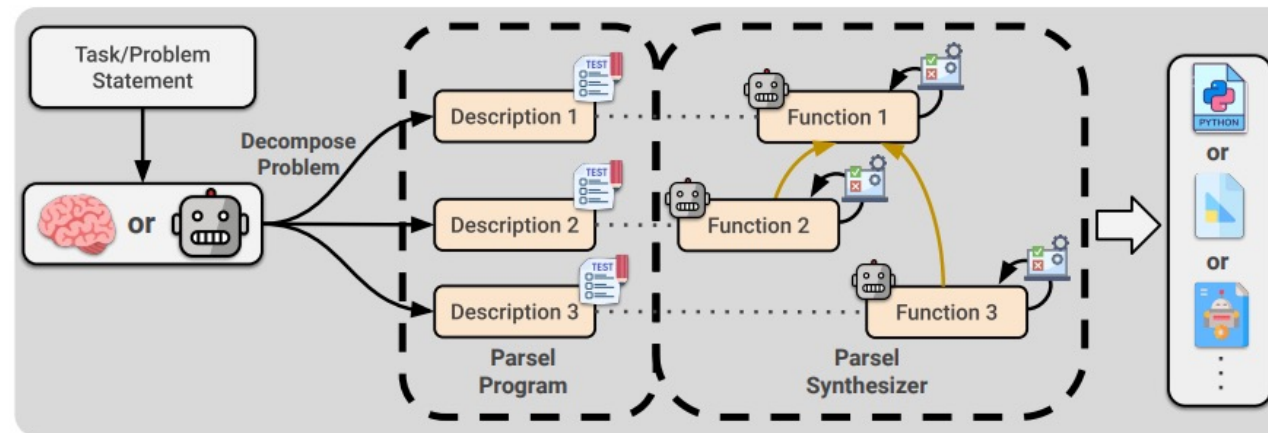 Task/Problem
Statement
Decompose
Problem
or
TEST
Description 1
TEST
Description 2
TEST
Description 3
Parsel
Program
Function 1
Function 2
Function 3
Parsel
Synthesizer
PYTHON
or
or